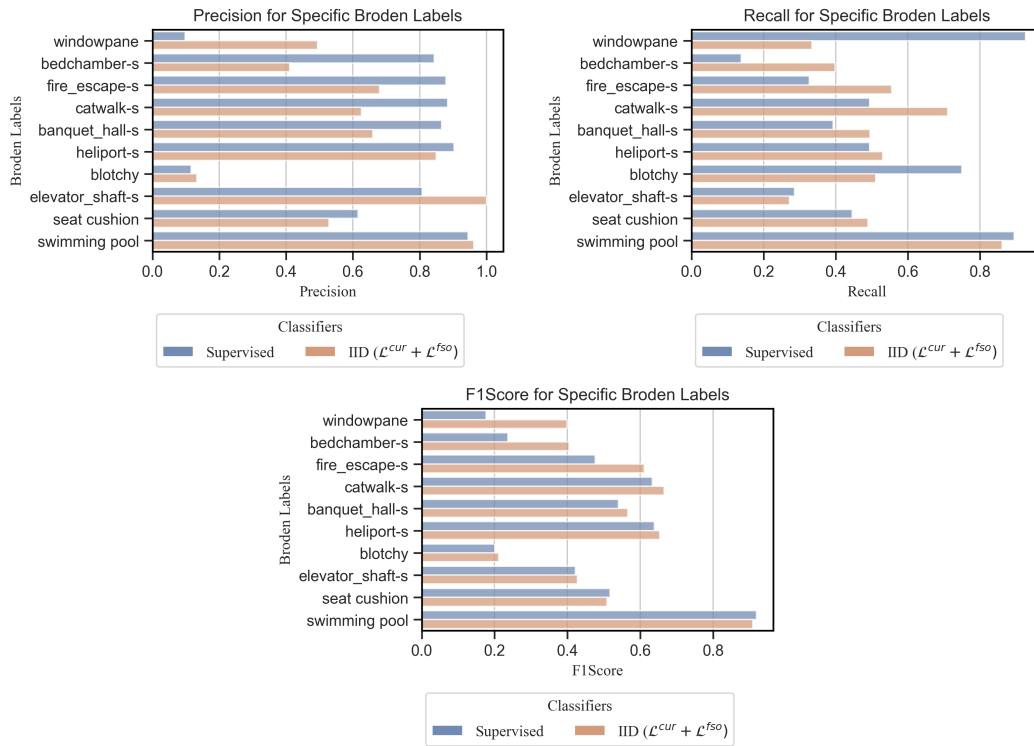 Precision for Specific Broden Labels
Broden Labels
windowpane
bedchamber-s
fire_escape-s
catwalk-s
banquet_hall-s
heliport-s
blotchy
elevator_shaft-s
seat cushion
swimming pool
0.0 0.2 0.4 0.6 0.8 1.0
Precision
Classifiers
Supervised IID (ℒ^cur + ℒ^fso)
Recall for Specific Broden Labels
Broden Labels
windowpane
bedchamber-s
fire_escape-s
catwalk-s
banquet_hall-s
heliport-s
blotchy
elevator_shaft-s
seat cushion
swimming pool
0.0 0.2 0.4 0.6 0.8
Recall
Classifiers
Supervised IID (ℒ^cur + ℒ^fso)
F1Score for Specific Broden Labels
Broden Labels
windowpane
bedchamber-s
fire_escape-s
catwalk-s
banquet_hall-s
heliport-s
blotchy
elevator_shaft-s
seat cushion
swimming pool
0.0 0.2 0.4 0.6 0.8
F1Score
Classifiers
Supervised IID (ℒ^cur + ℒ^fso)